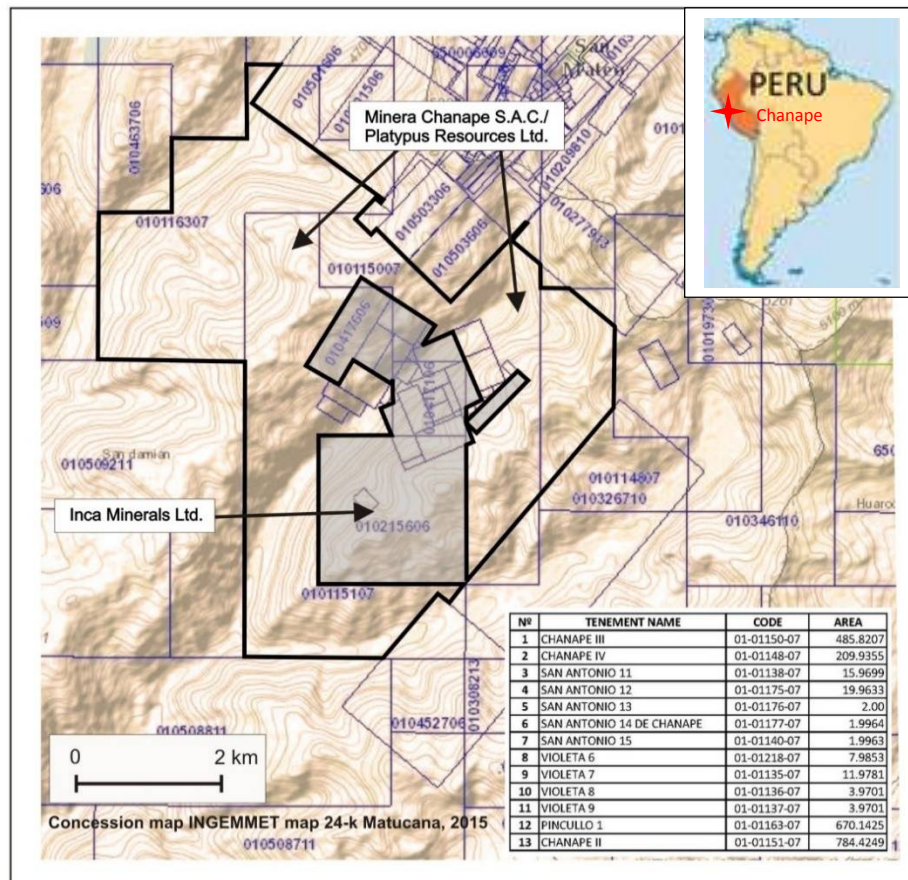 PERU
Chanape
San
Mateo
Minera Chanape S.A.C./
Platypus Resources Ltd.
010501606
010463706
010503306
010209810
010277903
010116307
010503606
010115007
010417606
San damian
010509211
010114807
010326710
010346110
Inca Minerals Ltd.
010215606
010115107
010308213
010452706
010508811
0 2 km
Concession map INGEMMET map 24-k Matucana, 2015
010508711
Nº TENEMENT NAME CODE AREA
1 CHANAPE III 01-01150-07 485.8207
2 CHANAPE IV 01-01148-07 209.9355
3 SAN ANTONIO 11 01-01138-07 15.9699
4 SAN ANTONIO 12 01-01175-07 19.9633
5 SAN ANTONIO 13 01-01176-07 2.00
6 SAN ANTONIO 14 DE CHANAPE 01-01177-07 1.9964
7 SAN ANTONIO 15 01-01140-07 1.9963
8 VIOLETA 6 01-01218-07 7.9853
9 VIOLETA 7 01-01135-07 11.9781
10 VIOLETA 8 01-01136-07 3.9701
11 VIOLETA 9 01-01137-07 3.9701
12 PINCULLO 1 01-01163-07 670.1425
13 CHANAPE II 01-01151-07 784.4249